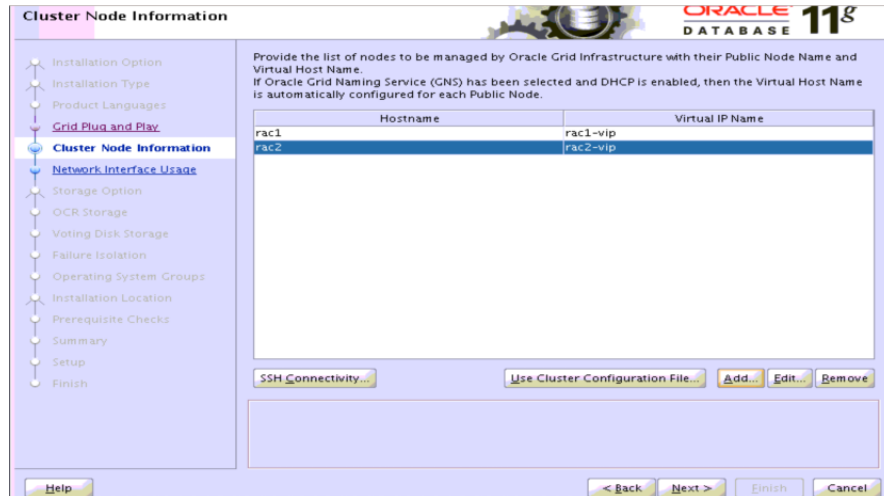 Cluster Node Information
ORACLE 11g
DATABASE
Installation Option
Installation Type
Product Languages
Grid Plug and Play
Cluster Node Information
Network Interface Usage
Storage Option
OCR Storage
Voting Disk Storage
Failure Isolation
Operating System Groups
Installation Location
Prerequisite Checks
Summary
Setup
Finish
Provide the list of nodes to be managed by Oracle Grid Infrastructure with their Public Node Name and
Virtual Host Name.
If Oracle Grid Naming Service (GNS) has been selected and DHCP is enabled, then the Virtual Host Name
is automatically configured for each Public Node.
Hostname Virtual IP Name
rac1 rac1-vip
rac2 rac2-vip
SSH Connectivity... Use Cluster Configuration File... Add... Edit... Remove
Help < Back Next > Finish Cancel